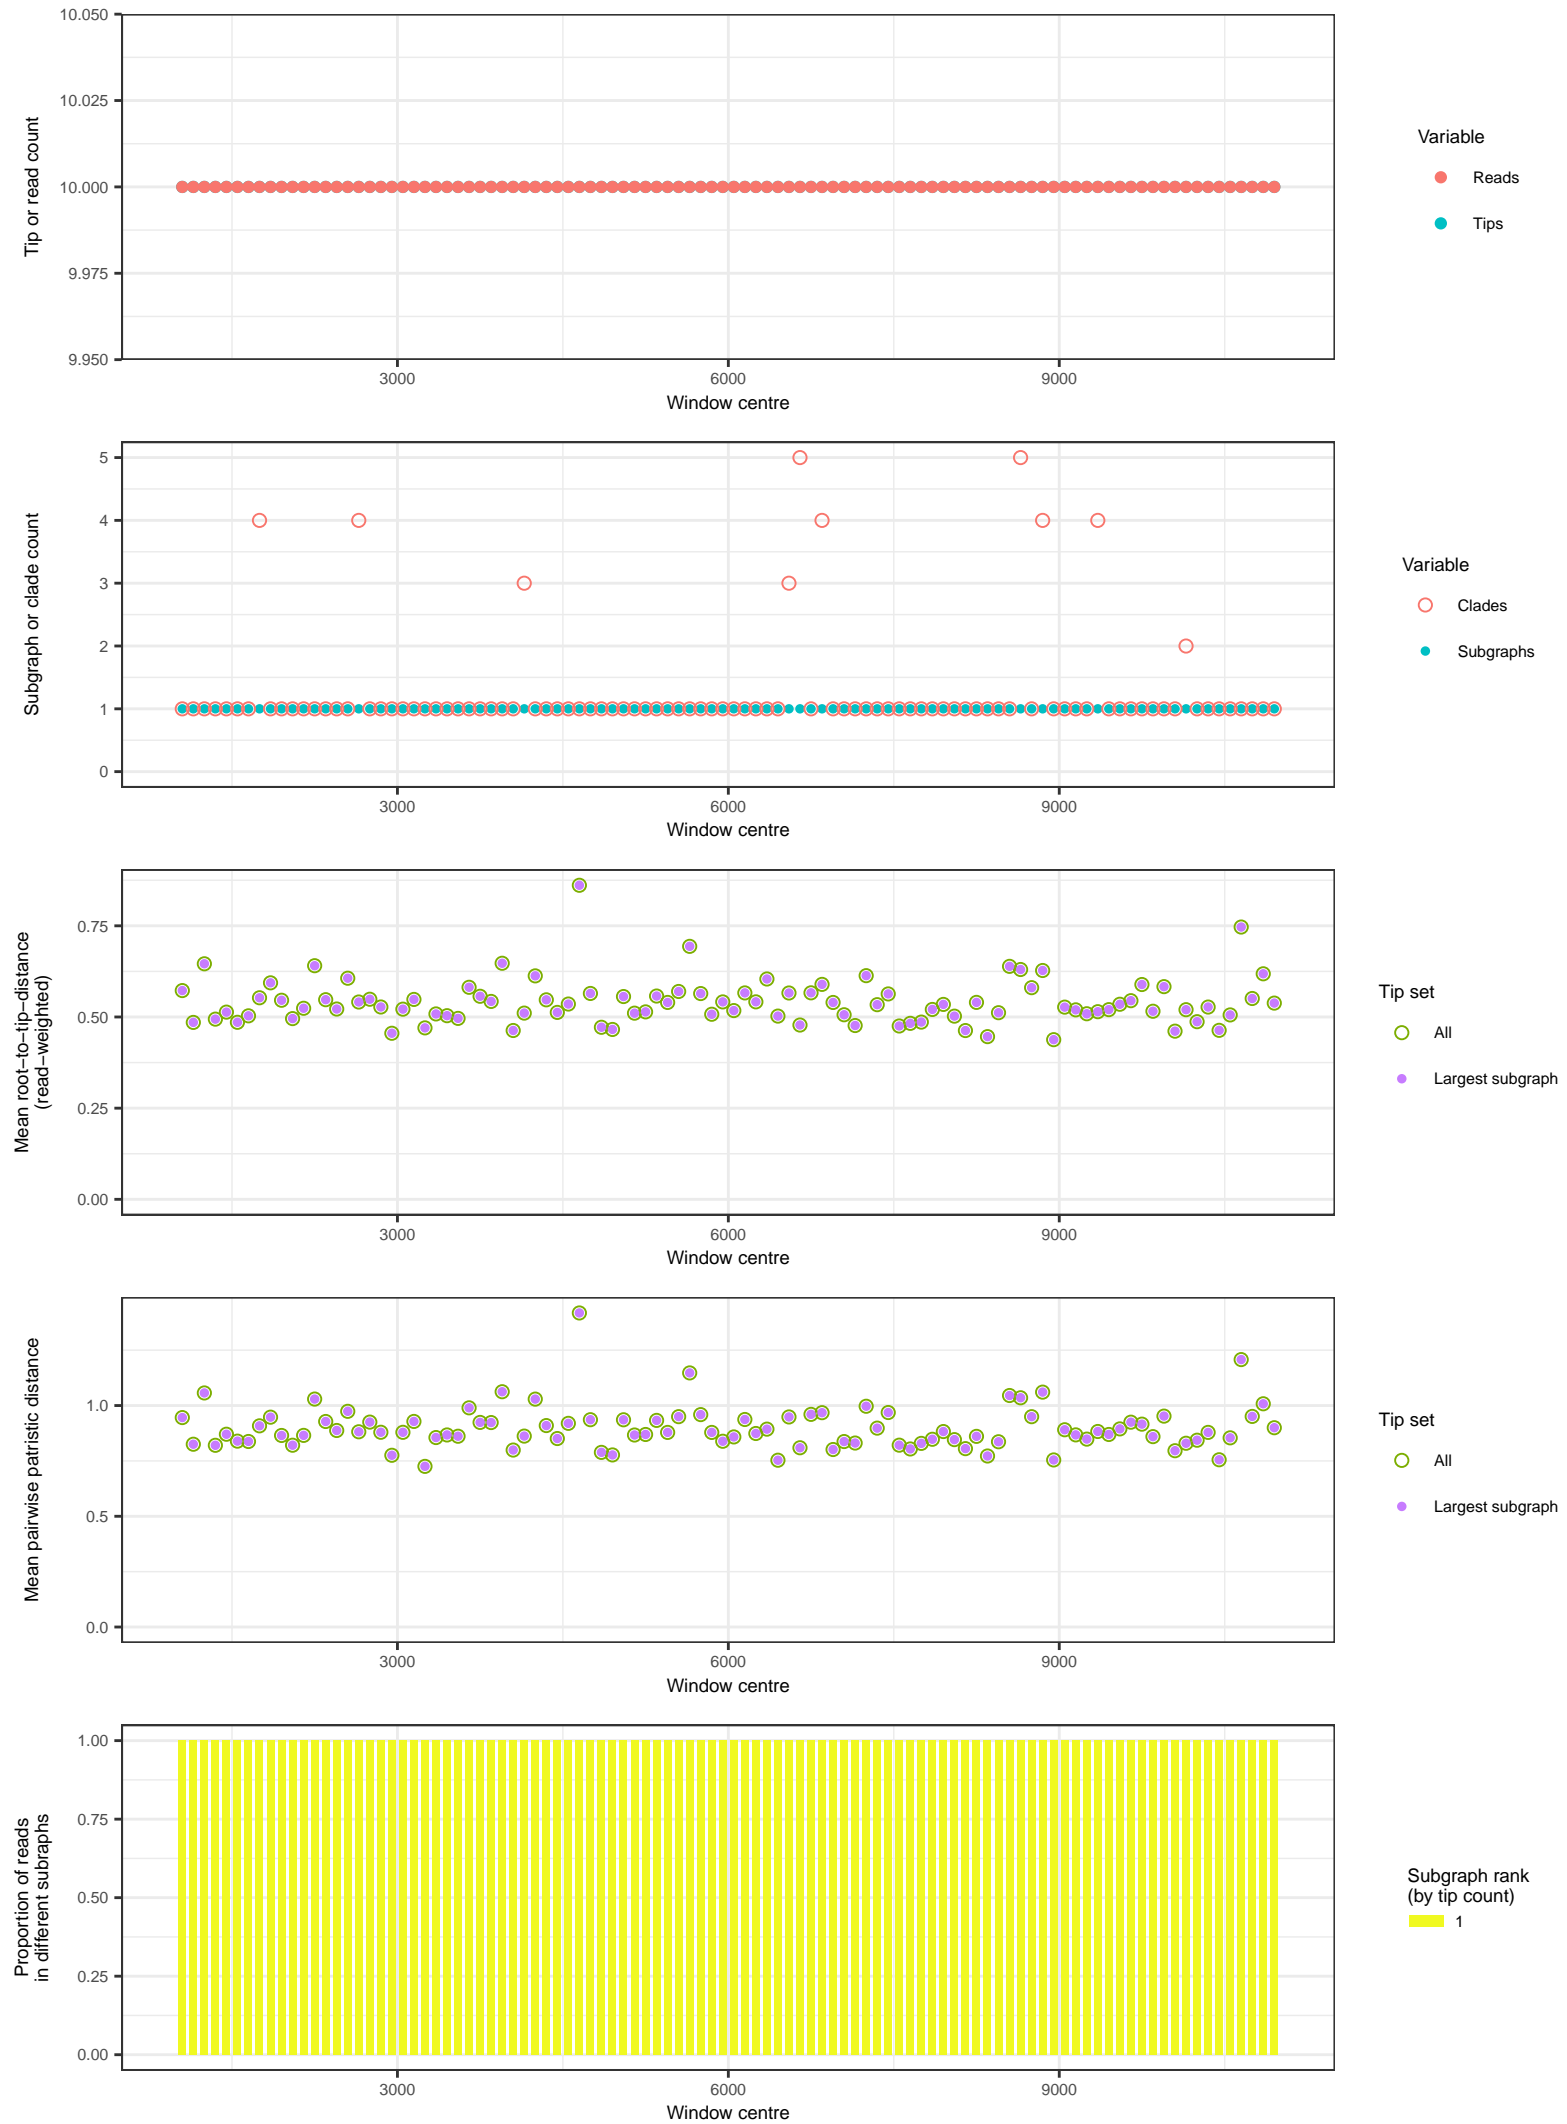 10.050
10.025
10.000
9.975
9.950
Tip or read count
3000
6000
9000
Window centre
Variable
Reads
Tips
5
4
3
2
1
0
Subgraph or clade count
3000
6000
9000
Window centre
Variable
Clades
Subgraphs
0.75
0.50
0.25
0.00
Mean root−to−tip−distance
(read−weighted)
3000
6000
9000
Window centre
Tip set
All
Largest subgraph
1.0
0.5
0.0
Mean pairwise patristic distance
3000
6000
9000
Window centre
Tip set
All
Largest subgraph
1.00
0.75
0.50
0.25
0.00
Proportion of reads
in different subraphs
3000
6000
9000
Window centre
Subgraph rank
(by tip count)
1